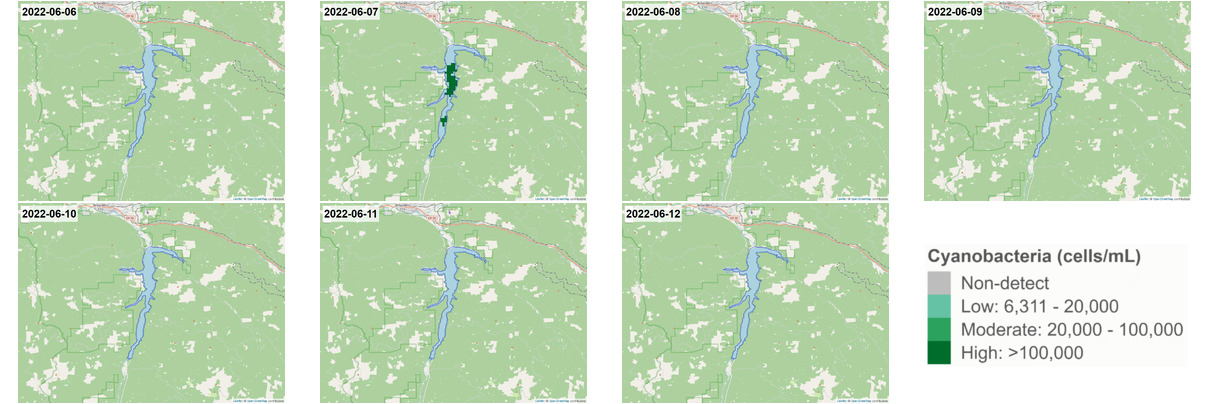 2022-06-06
2022-06-07
2022-06-08
2022-06-09
2022-06-10
2022-06-11
2022-06-12
Cyanobacteria (cells/mL)
Non-detect
Low: 6,311 - 20,000
Moderate: 20,000 - 100,000
High: >100,000